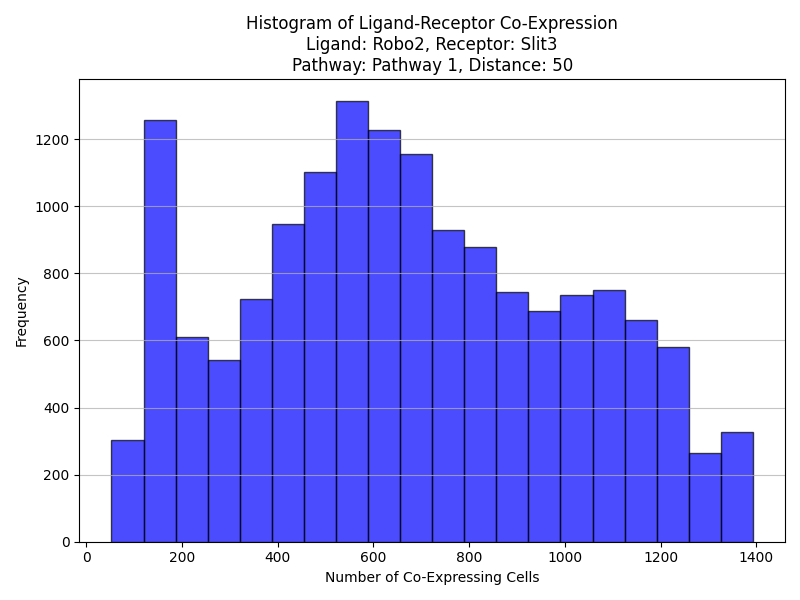 Histogram of Ligand-Receptor Co-Expression
Ligand: Robo2, Receptor: Slit3
Pathway: Pathway 1, Distance: 50
Frequency
1200
1000
800
600
400
200
0
0 200 400 600 800 1000 1200 1400
Number of Co-Expressing Cells